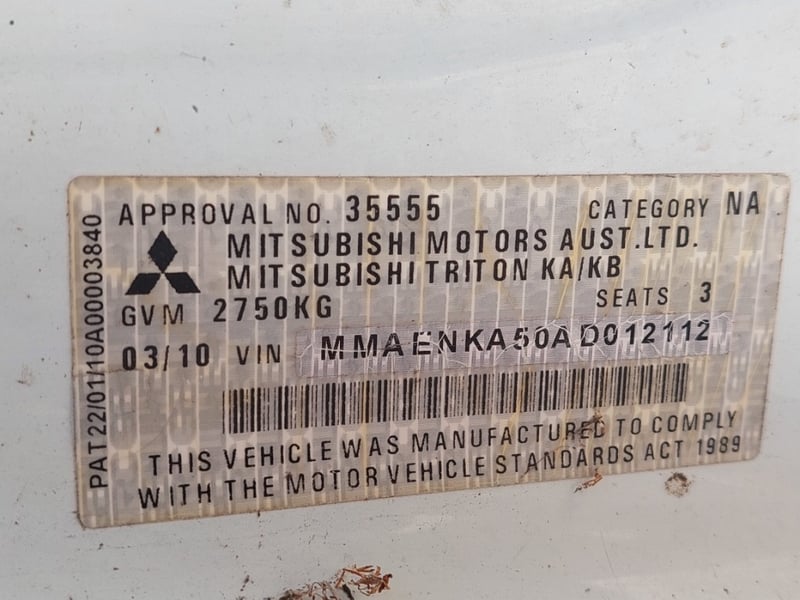 APPROVAL NO. 35555 CATEGORY NA
MITSUBISHI MOTORS AUST.LTD.
MITSUBISHI TRITON KA/KB
GVM 2750KG SEATS 3
03/10 VIN MMAENKA50AD012112
THIS VEHICLE WAS MANUFACTURED TO COMPLY
WITH THE MOTOR VEHICLE STANDARDS ACT 1989
PAT22/01/10A00003840